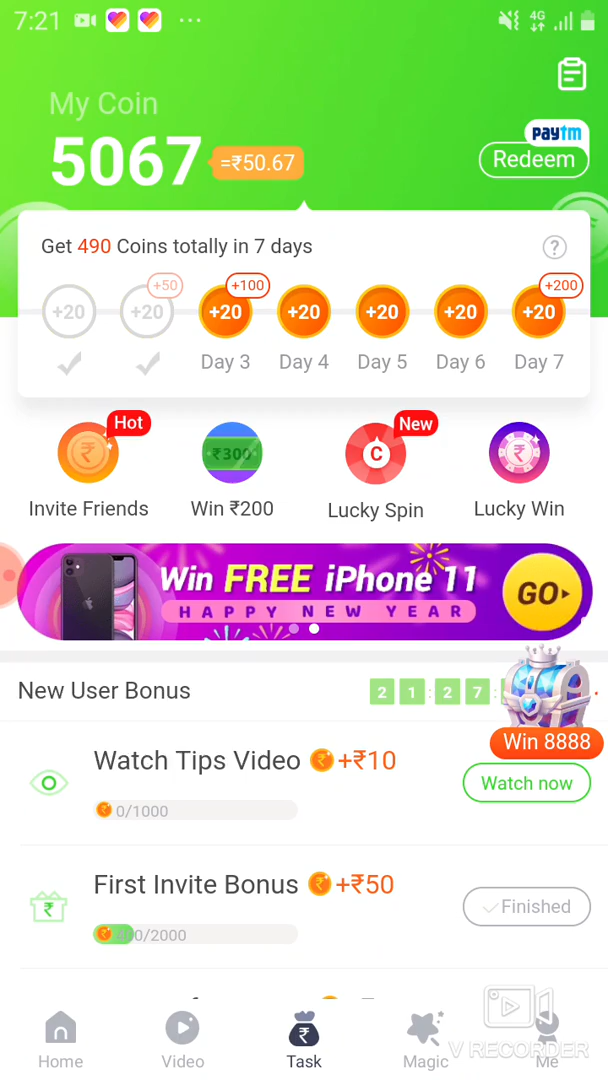 7:21 ... 4G
My Coin
5067 =₹50.67
paytm
Redeem
Get 490 Coins totally in 7 days ?
+50 +100 +200
+20 +20 +20 +20 +20 +20 +20
Day 3 Day 4 Day 5 Day 6 Day 7
Hot New
₹300 C
Invite Friends Win ₹200 Lucky Spin Lucky Win
Win FREE iPhone 11
HAPPY NEW YEAR
GO
New User Bonus 2 1 : 2 7 :
Win 8888
Watch Tips Video +₹10
Watch now
0/1000
First Invite Bonus +₹50
Finished
0/2000
Home Video Task Magic Me
V RECORDER